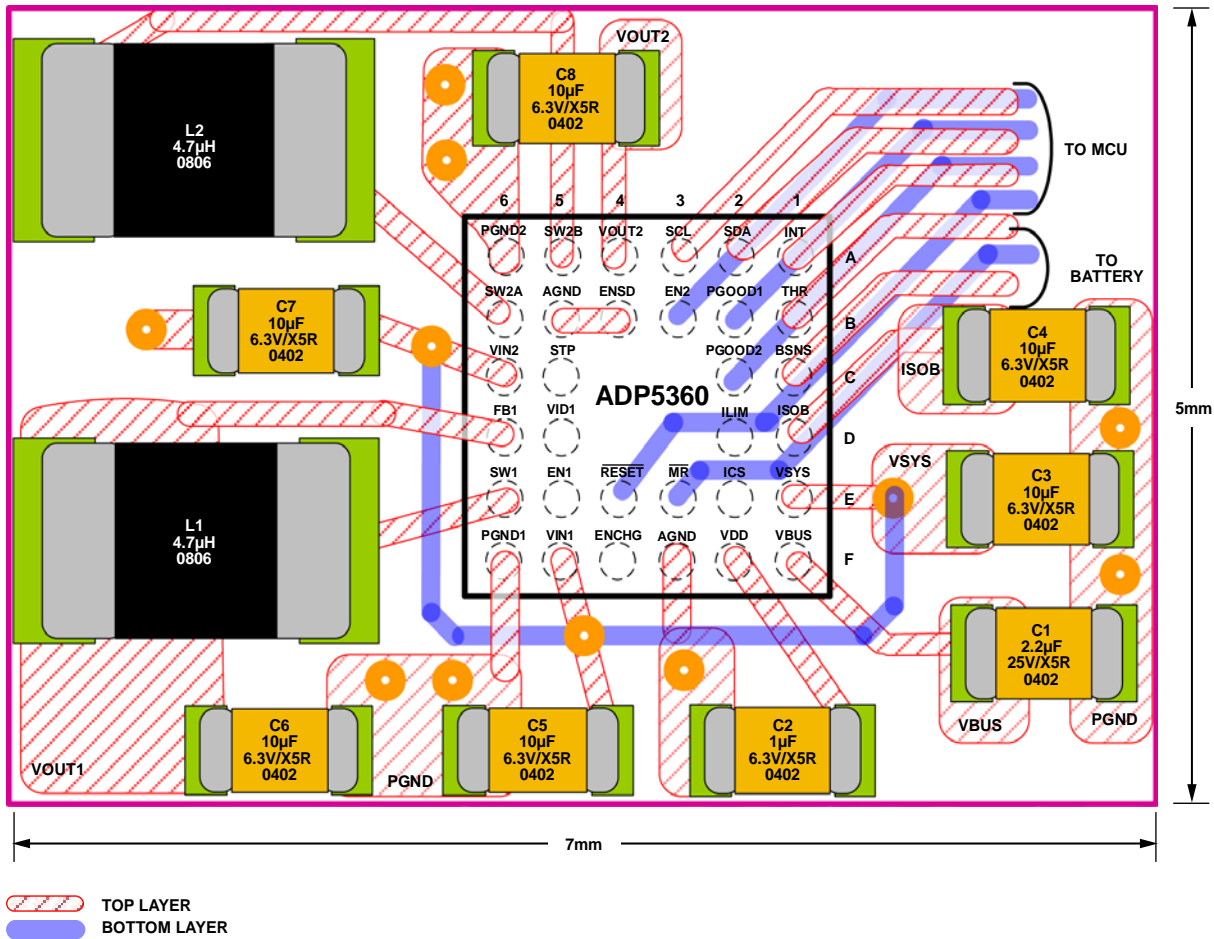 VOUT2
C8
10µF
6.3V/X5R
0402
L2
4.7µH
0806
TO MCU
6 5 4 3 2 1
PGND2 SW2B VOUT2 SCL SDA INT
A
TO
BATTERY
SW2A AGND ENSD EN2 PGOOD1 THR
B
C7
10µF
6.3V/X5R
0402
C4
10µF
6.3V/X5R
0402
VIN2 STP PGOOD2 BSNS
C
ISOB
ADP5360
FB1 VID1 ILIM ISOB
D
VSYS
SW1 EN1 RESET MR ICS VSYS
E
C3
10µF
6.3V/X5R
0402
L1
4.7µH
0806
PGND1 VIN1 ENCHG AGND VDD VBUS
F
C1
2.2µF
25V/X5R
0402
VBUS
PGND
C6
10µF
6.3V/X5R
0402
C5
10µF
6.3V/X5R
0402
C2
1µF
6.3V/X5R
0402
VOUT1
PGND
5mm
7mm
TOP LAYER
BOTTOM LAYER